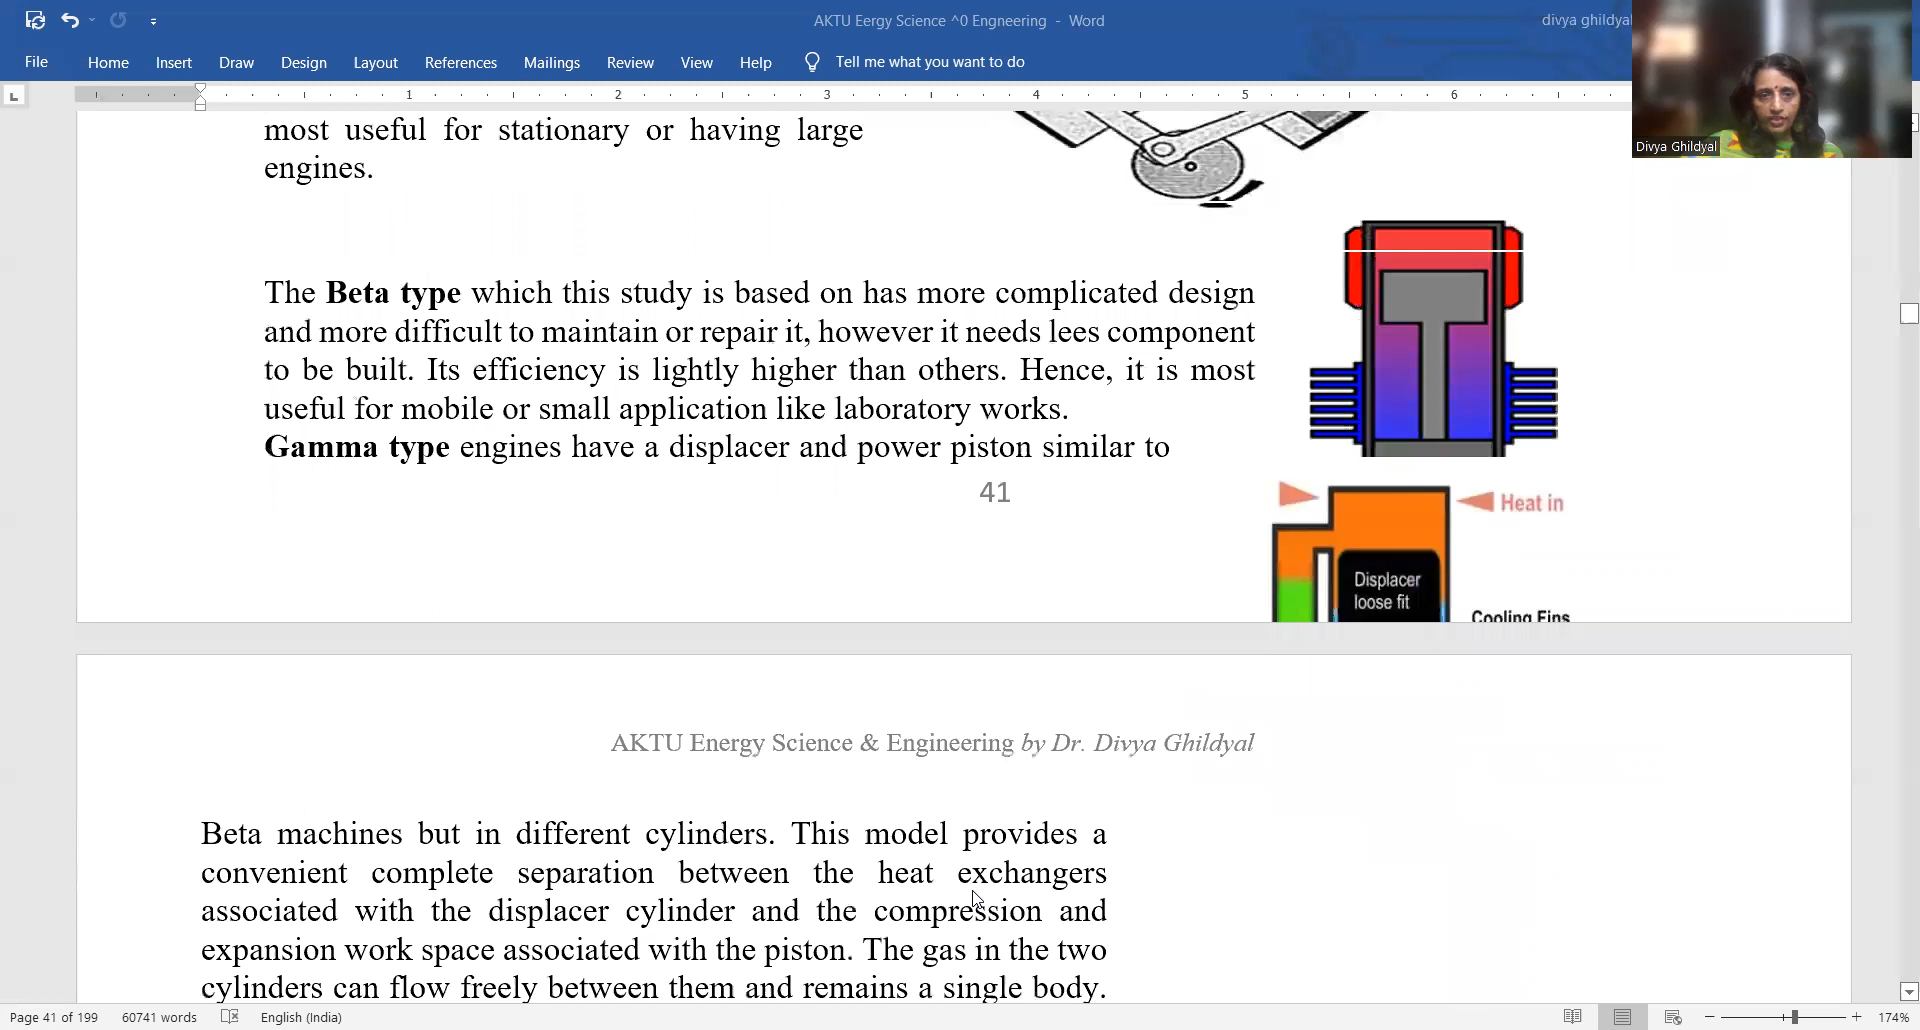 AKTU Eergy Science ^0 Engneering - Word
divya ghildyal
File Home Insert Draw Design Layout References Mailings Review View Help Tell me what you want to do
L
1 2 3 4 5 6
Divya Ghildyal
most useful for stationary or having large
engines.
The Beta type which this study is based on has more complicated design
and more difficult to maintain or repair it, however it needs lees component
to be built. Its efficiency is lightly higher than others. Hence, it is most
useful for mobile or small application like laboratory works.
Gamma type engines have a displacer and power piston similar to
41
Heat in
Displacer
loose fit
Cooling Fins
AKTU Energy Science & Engineering by Dr. Divya Ghildyal
Beta machines but in different cylinders. This model provides a
convenient complete separation between the heat exchangers
associated with the displacer cylinder and the compression and
expansion work space associated with the piston. The gas in the two
cylinders can flow freely between them and remains a single body.
Page 41 of 199 60741 words English (India) 174%